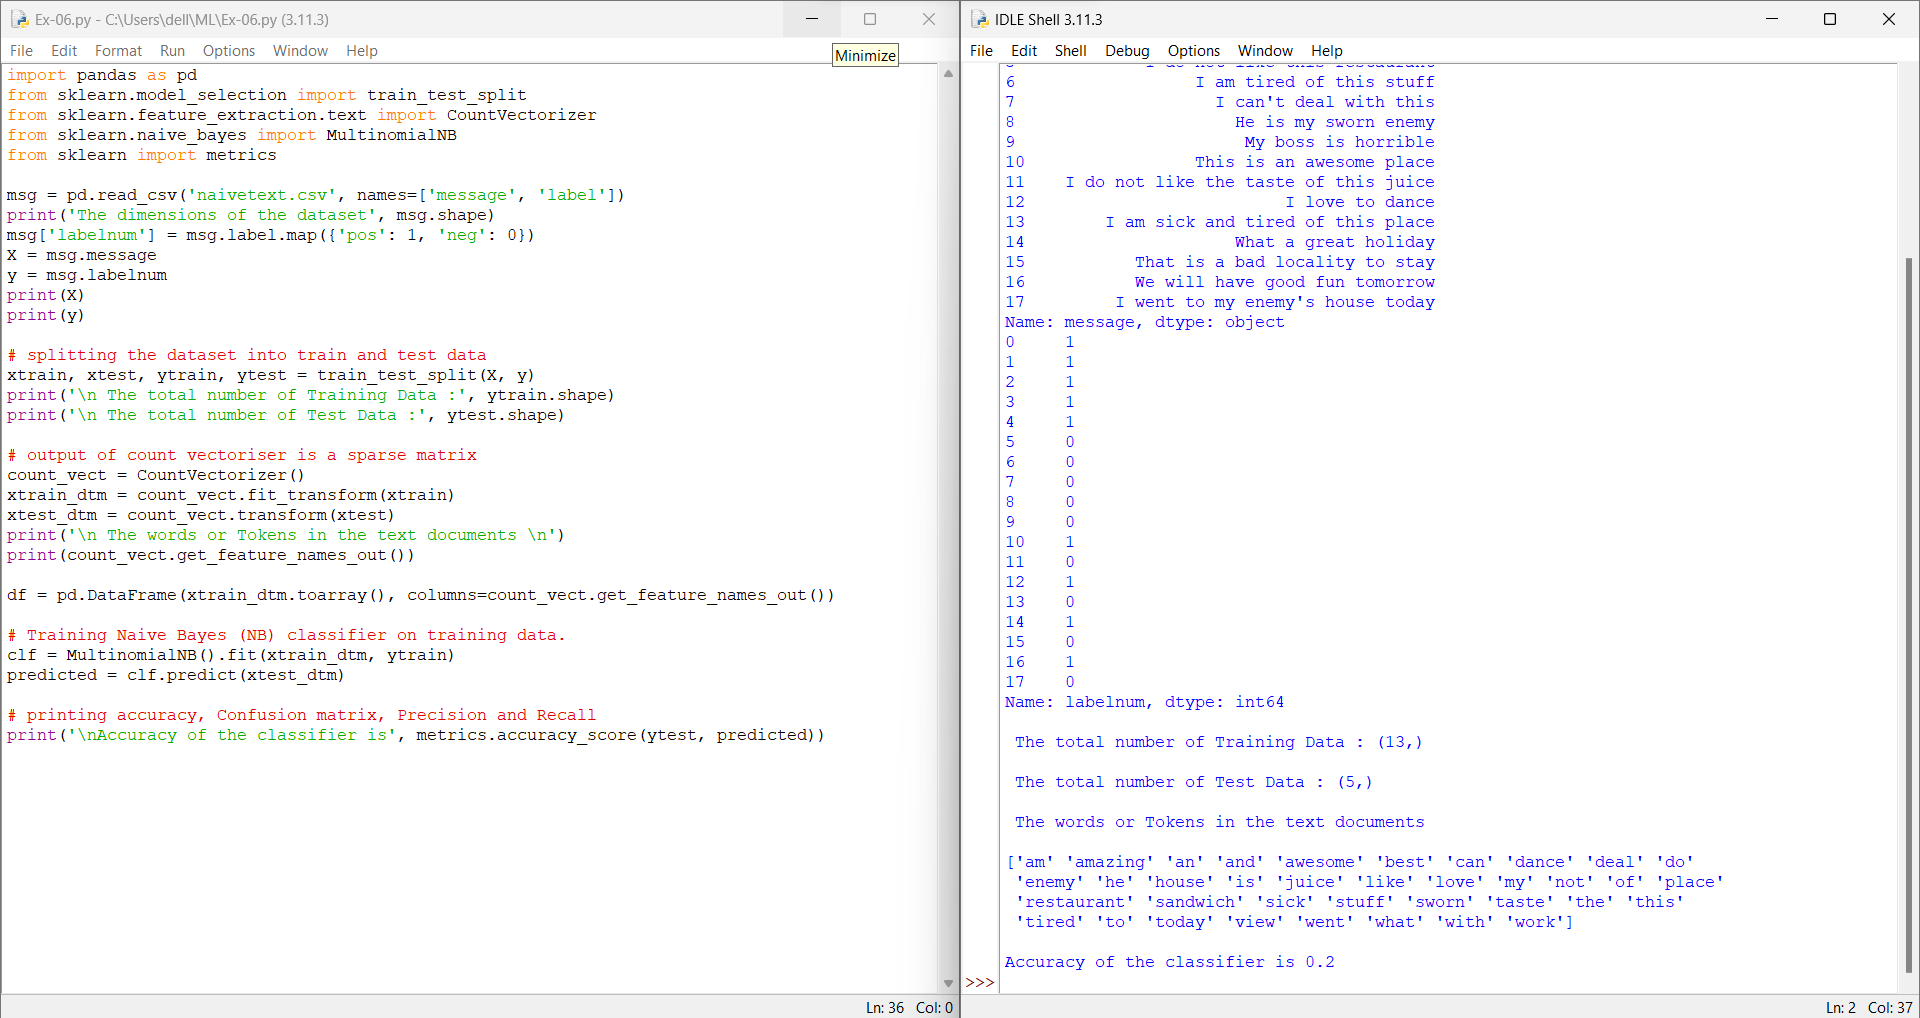 Ex-06.py - C:\Users\dell\ML\Ex-06.py (3.11.3)
File Edit Format Run Options Window Help
Minimize
import pandas as pd
from sklearn.model_selection import train_test_split
from sklearn.feature_extraction.text import CountVectorizer
from sklearn.naive_bayes import MultinomialNB
from sklearn import metrics
msg = pd.read_csv('naivetext.csv', names=['message', 'label'])
print('The dimensions of the dataset', msg.shape)
msg['labelnum'] = msg.label.map({'pos': 1, 'neg': 0})
X = msg.message
y = msg.labelnum
print(X)
print(y)
# splitting the dataset into train and test data
xtrain, xtest, ytrain, ytest = train_test_split(X, y)
print('\n The total number of Training Data :', ytrain.shape)
print('\n The total number of Test Data :', ytest.shape)
# output of count vectoriser is a sparse matrix
count_vect = CountVectorizer()
xtrain_dtm = count_vect.fit_transform(xtrain)
xtest_dtm = count_vect.transform(xtest)
print('\n The words or Tokens in the text documents \n')
print(count_vect.get_feature_names_out())
df = pd.DataFrame(xtrain_dtm.toarray(), columns=count_vect.get_feature_names_out())
# Training Naive Bayes (NB) classifier on training data.
clf = MultinomialNB().fit(xtrain_dtm, ytrain)
predicted = clf.predict(xtest_dtm)
# printing accuracy, Confusion matrix, Precision and Recall
print('\nAccuracy of the classifier is', metrics.accuracy_score(ytest, predicted))
Ln: 36 Col: 0
IDLE Shell 3.11.3
File Edit Shell Debug Options Window Help
5 I do not like this restaurant
6 I am tired of this stuff
7 I can't deal with this
8 He is my sworn enemy
9 My boss is horrible
10 This is an awesome place
11 I do not like the taste of this juice
12 I love to dance
13 I am sick and tired of this place
14 What a great holiday
15 That is a bad locality to stay
16 We will have good fun tomorrow
17 I went to my enemy's house today
Name: message, dtype: object
0 1
1 1
2 1
3 1
4 1
5 0
6 0
7 0
8 0
9 0
10 1
11 0
12 1
13 0
14 1
15 0
16 1
17 0
Name: labelnum, dtype: int64
The total number of Training Data : (13,)
The total number of Test Data : (5,)
The words or Tokens in the text documents
['am' 'amazing' 'an' 'and' 'awesome' 'best' 'can' 'dance' 'deal' 'do'
'enemy' 'he' 'house' 'is' 'juice' 'like' 'love' 'my' 'not' 'of' 'place'
'restaurant' 'sandwich' 'sick' 'stuff' 'sworn' 'taste' 'the' 'this'
'tired' 'to' 'today' 'view' 'went' 'what' 'with' 'work']
Accuracy of the classifier is 0.2
>>>
Ln: 2 Col: 37